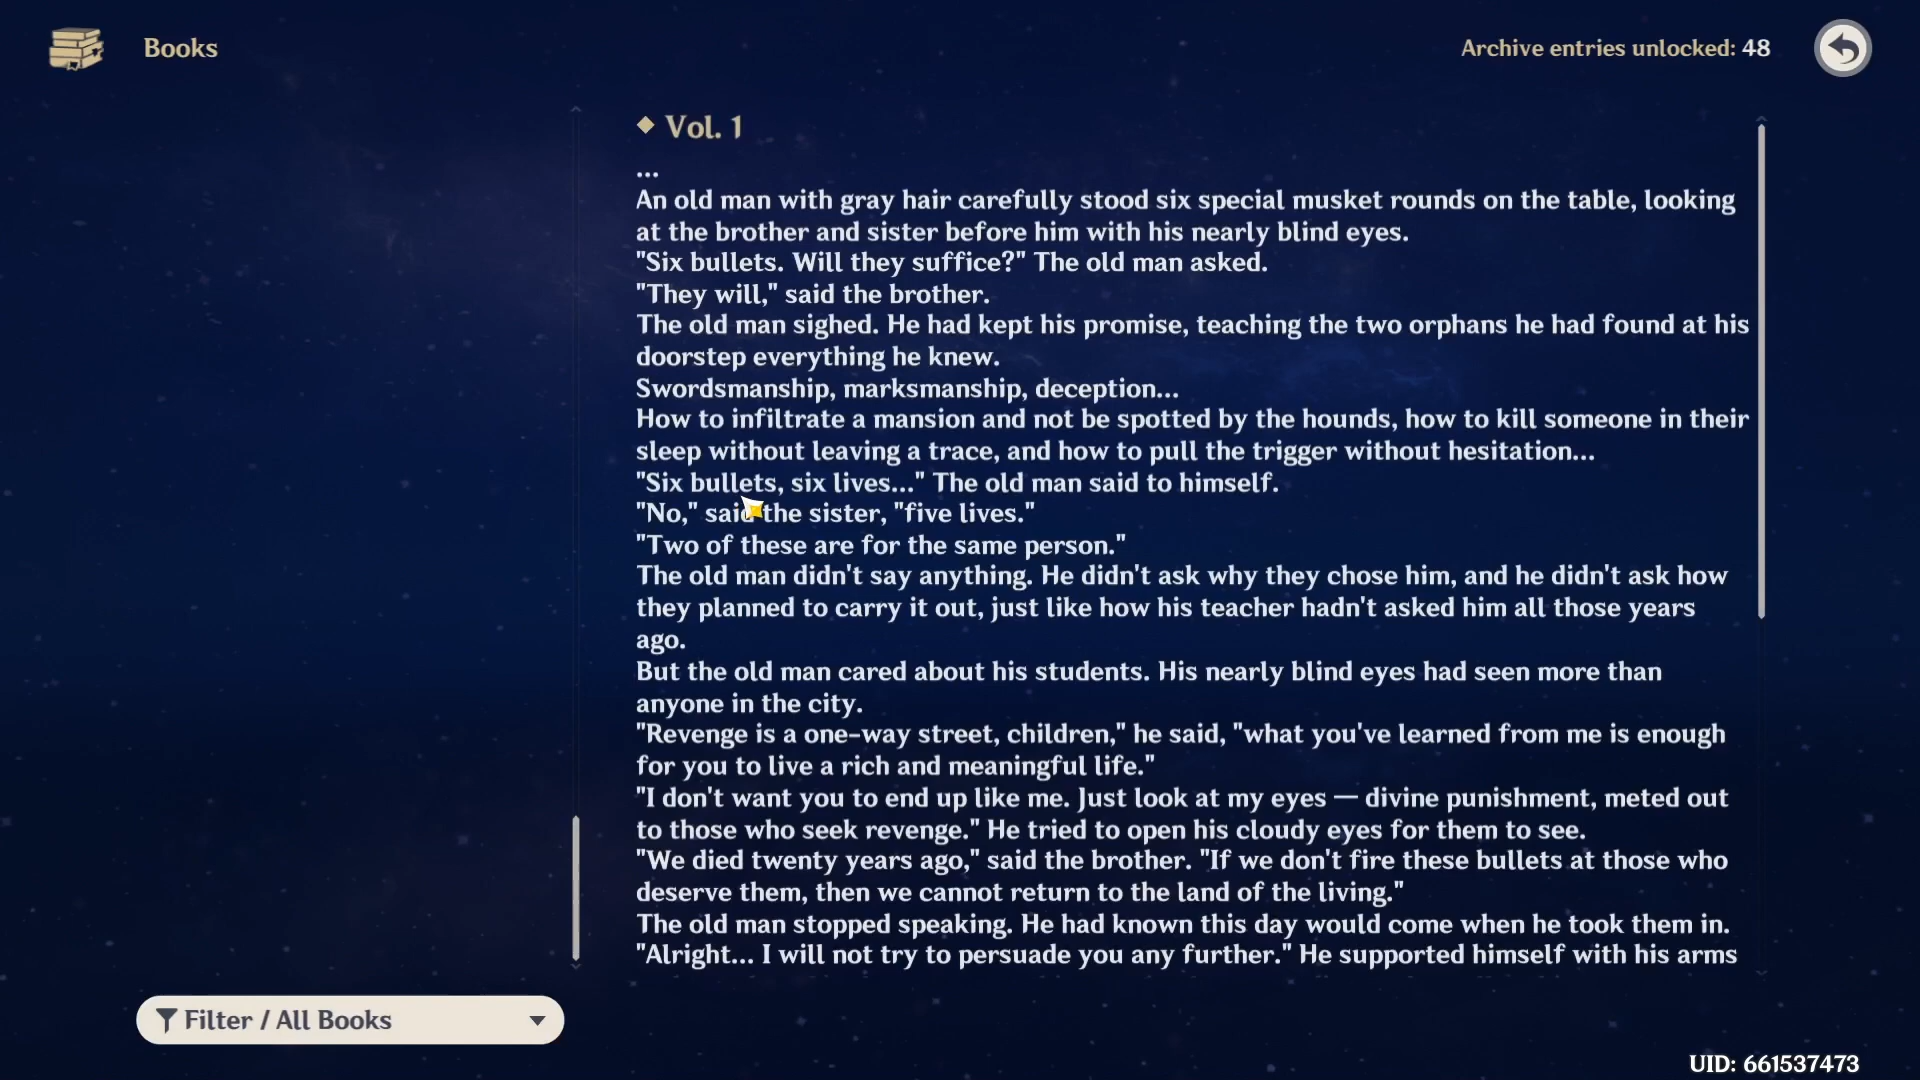 Books
Archive entries unlocked: 48
Vol. 1
...
An old man with gray hair carefully stood six special musket rounds on the table, looking
at the brother and sister before him with his nearly blind eyes.
"Six bullets. Will they suffice?" The old man asked.
"They will," said the brother.
The old man sighed. He had kept his promise, teaching the two orphans he had found at his
doorstep everything he knew.
Swordsmanship, marksmanship, deception...
How to infiltrate a mansion and not be spotted by the hounds, how to kill someone in their
sleep without leaving a trace, and how to pull the trigger without hesitation...
"Six bullets, six lives..." The old man said to himself.
"No," said the sister, "five lives."
"Two of these are for the same person."
The old man didn't say anything. He didn't ask why they chose him, and he didn't ask how
they planned to carry it out, just like how his teacher hadn't asked him all those years
ago.
But the old man cared about his students. His nearly blind eyes had seen more than
anyone in the city.
"Revenge is a one-way street, children," he said, "what you've learned from me is enough
for you to live a rich and meaningful life."
"I don't want you to end up like me. Just look at my eyes — divine punishment, meted out
to those who seek revenge." He tried to open his cloudy eyes for them to see.
"We died twenty years ago," said the brother. "If we don't fire these bullets at those who
deserve them, then we cannot return to the land of the living."
The old man stopped speaking. He had known this day would come when he took them in.
"Alright... I will not try to persuade you any further." He supported himself with his arms
Filter / All Books
UID: 661537473